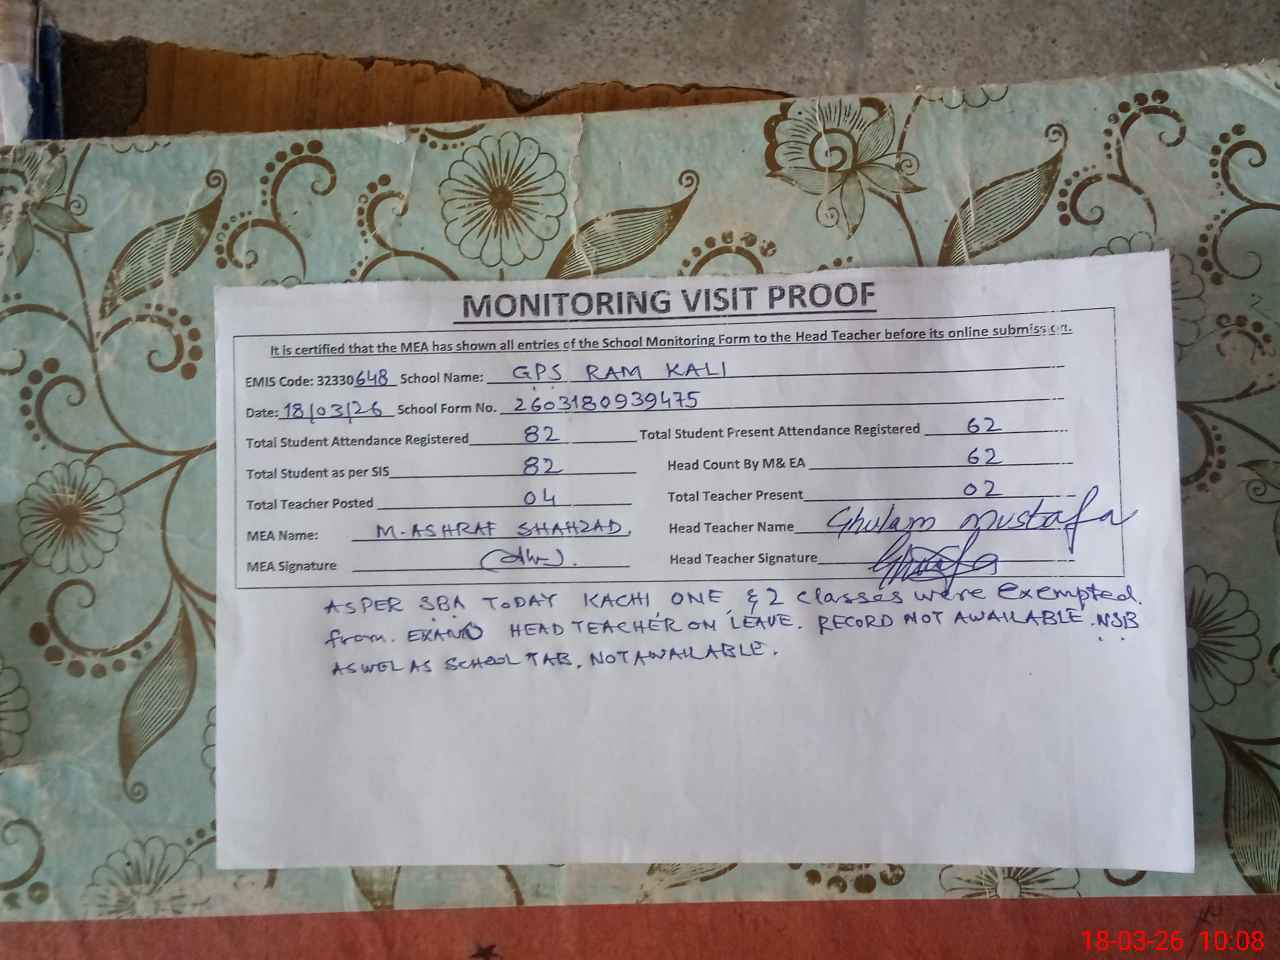 MONITORING VISIT PROOF
It is certified that the MEA has shown all entries of the School Monitoring Form to the Head Teacher before its online submission.
EMIS Code: 32330648 School Name: GPS RAM KALI
Date: 18/03/26 School Form No. 2603180939475
Total Student Attendance Registered 82 Total Student Present Attendance Registered 62
Total Student as per SIS 82 Head Count By M& EA 62
Total Teacher Posted 04 Total Teacher Present 02
MEA Name: M-ASHRAF SHAHZAD Head Teacher Name Ghulam Mustafa
MEA Signature Head Teacher Signature
ASPER SBA TODAY KACHI, ONE, & 2 classes were exempted.
from. HEAD TEACHER ON LEAVE. RECORD NOT AWAILABLE. NSB
ASWEL AS SCHOOL TAB. NOT AWAILABLE.
18-03-26 10:08